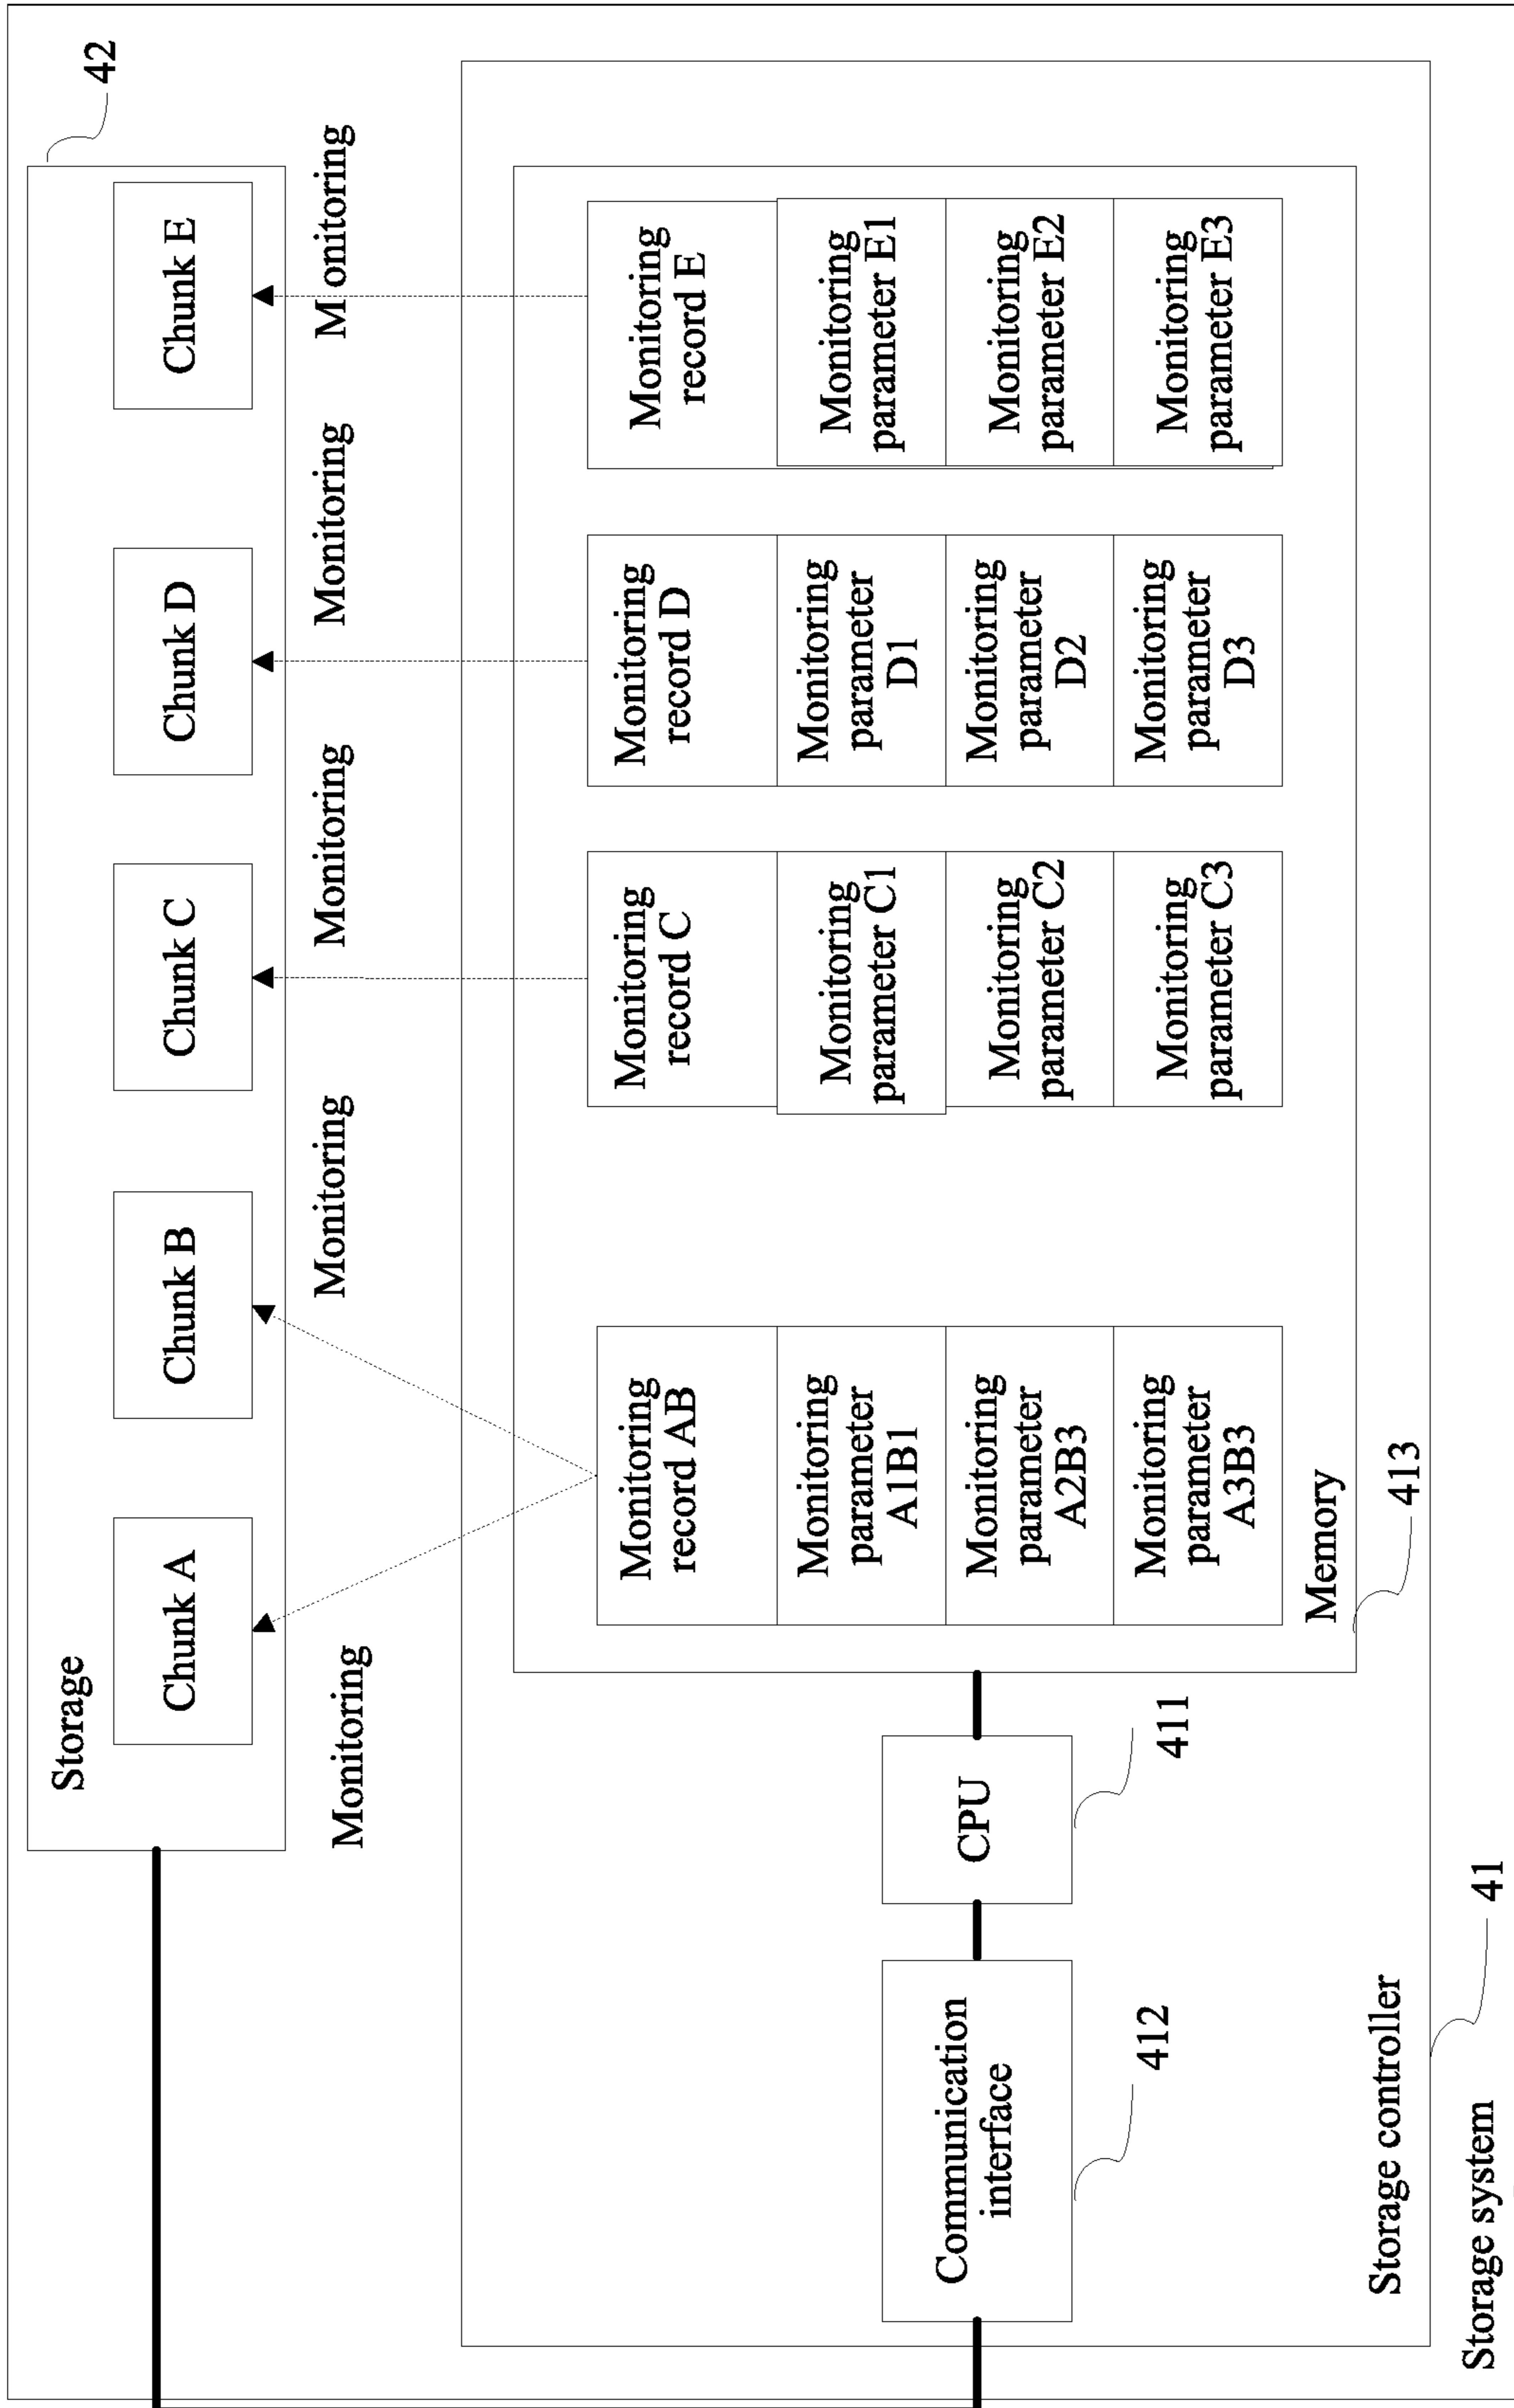 42
Storage
Chunk A
Chunk B
Chunk C
Chunk D
Chunk E
Monitoring
Monitoring
Monitoring
Monitoring
M onitoring
Monitoring
record AB
Monitoring
parameter
A1B1
Monitoring
parameter
A2B3
Monitoring
parameter
A3B3
Monitoring
record C
Monitoring
parameter C1
Monitoring
parameter C2
Monitoring
parameter C3
Monitoring
record D
Monitoring
parameter
D1
Monitoring
parameter
D2
Monitoring
parameter
D3
Monitoring
record E
Monitoring
parameter E1
Monitoring
parameter E2
Monitoring
parameter E3
Communication
interface
412
CPU
411
Memory
413
Storage controller
41
Storage system